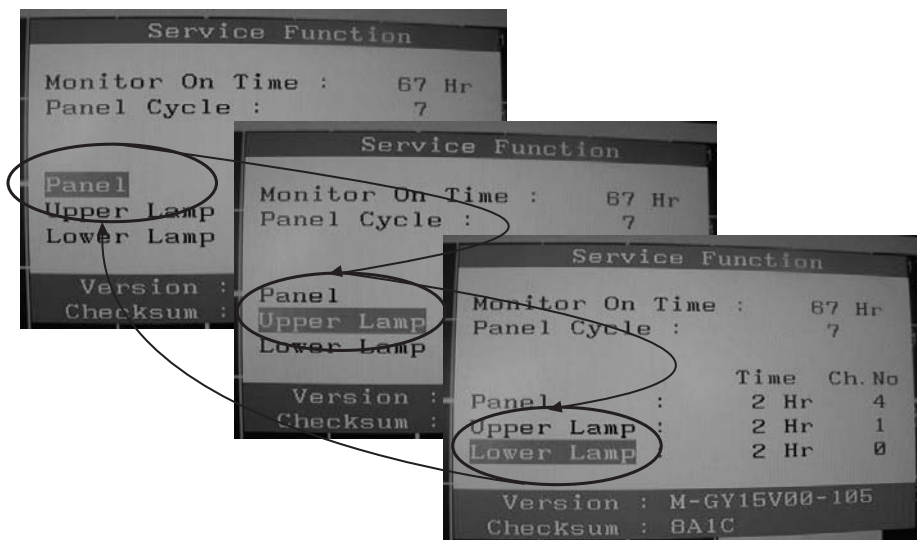 Service Function
Monitor On Time : 67 Hr
Panel Cycle : 7
Panel
Upper Lamp
Lower Lamp
Version :
Checksum :
Service Function
Monitor On Time : 67 Hr
Panel Cycle : 7
Panel
Upper Lamp
Lower Lamp
Version :
Checksum :
Service Function
Monitor On Time : 67 Hr
Panel Cycle : 7
Time Ch.No
Panel : 2 Hr 4
Upper Lamp : 2 Hr 1
Lower Lamp : 2 Hr 0
Version : M-GY15V00-105
Checksum : 8A1C